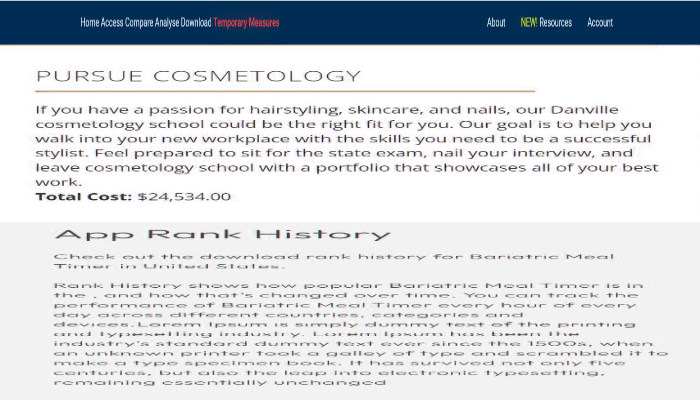 Home Access Compare Analyse Download Temporary Measures About NEW! Resources Account
PURSUE COSMETOLOGY
If you have a passion for hairstyling, skincare, and nails, our Danville
cosmetology school could be the right fit for you. Our goal is to help you
walk into your new workplace with the skills you need to be a successful
stylist. Feel prepared to sit for the state exam, nail your interview, and
leave cosmetology school with a portfolio that showcases all of your best
work.
Total Cost: $24,534.00
App Rank History
Check out the download rank history for Bariatric Meal
Timer in United States.
Rank History shows how popular Bariatric Meal Timer is in
the , and how that's changed over time. You can track the
performance of Bariatric Meal Timer every hour of every
day across different countries, categories and
devices.Lorem Ipsum is simply dummy text of the printing
and typesetting industry. Lorem Ipsum has been the
industry's standard dummy text ever since the 1500s, when
an unknown printer took a galley of type and scrambled it to
make a type specimen book. It has survived not only five
centuries, but also the leap into electronic typesetting,
remaining essentially unchanged